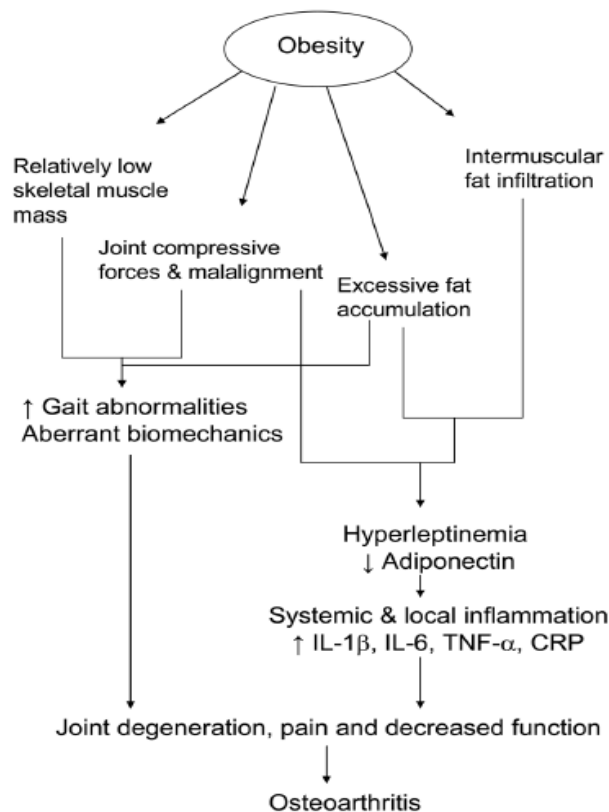 Obesity
Relatively low
skeletal muscle
mass
Intermuscular
fat infiltration
Joint compressive
forces & malalignment
Excessive fat
accumulation
↑ Gait abnormalities
Aberrant biomechanics
Hyperleptinemia
↓ Adiponectin
Systemic & local inflammation
↑ IL-1β, IL-6, TNF-α, CRP
Joint degeneration, pain and decreased function
Osteoarthritis